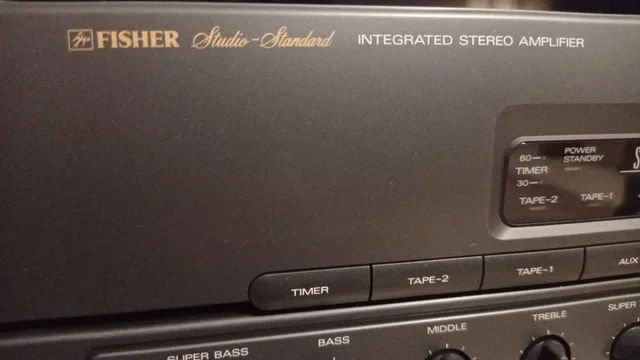 FISHER Studio-Standard INTEGRATED STEREO AMPLIFIER
60 POWER STANDBY
TIMER
30
TAPE-2 TAPE-1
TIMER TAPE-2 TAPE-1 AUX
SUPER BASS BASS MIDDLE TREBLE SUPER